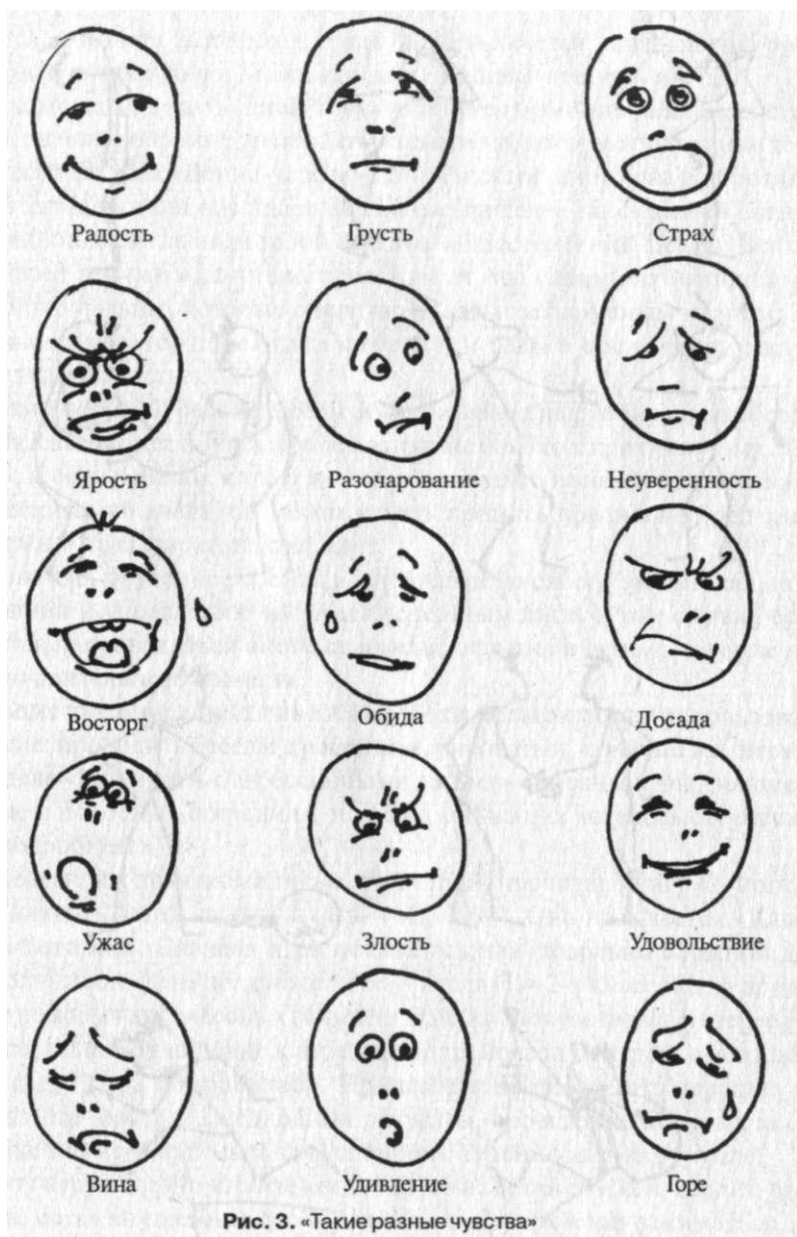 Радость Грусть Страх
Ярость Разочарование Неуверенность
Восторг Обида Досада
Ужас Злость Удовольствие
Вина Удивление Горе
Рис. 3. «Такие разные чувства»